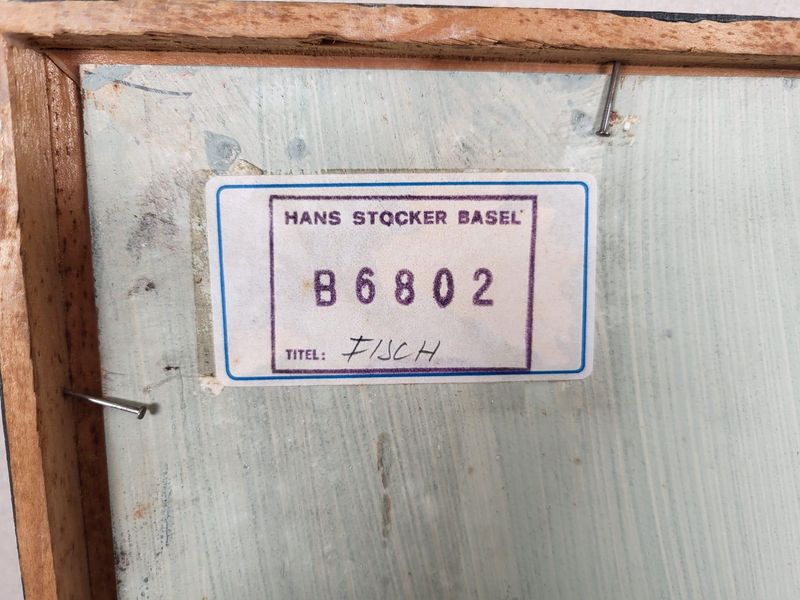 HANS STOCKER BASEL
B6802
TITEL: FISCH